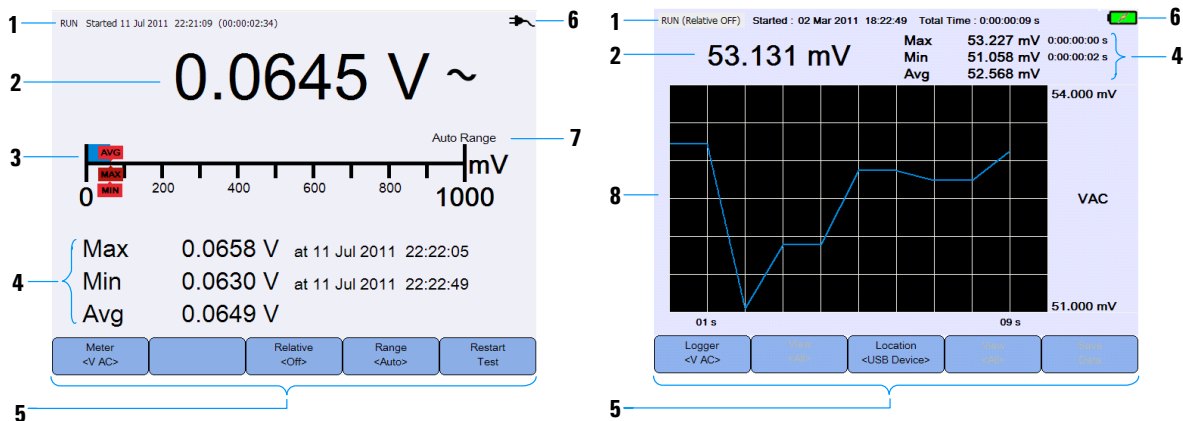 1 RUN Started 11 Jul 2011 22:21:09 (00:00:02:34) 6
2 0.0645 V ~
7
Auto Range
3 AVG
MAX
MIN
mV
0 200 400 600 800 1000
4
Max 0.0658 V at 11 Jul 2011 22:22:05
Min 0.0630 V at 11 Jul 2011 22:22:49
Avg 0.0649 V
Meter
<V AC>
Relative
<Off>
Range
<Auto>
Restart
Test
5
1 RUN (Relative OFF) Started : 02 Mar 2011 18:22:49 Total Time : 0:00:00:09 s 6
2 53.131 mV
Max 53.227 mV 0:00:00:00 s
Min 51.058 mV 0:00:00:02 s
Avg 52.568 mV
4
54.000 mV
8
VAC
51.000 mV
01 s 09 s
Logger
<V AC>
Location
<USB Device>
5